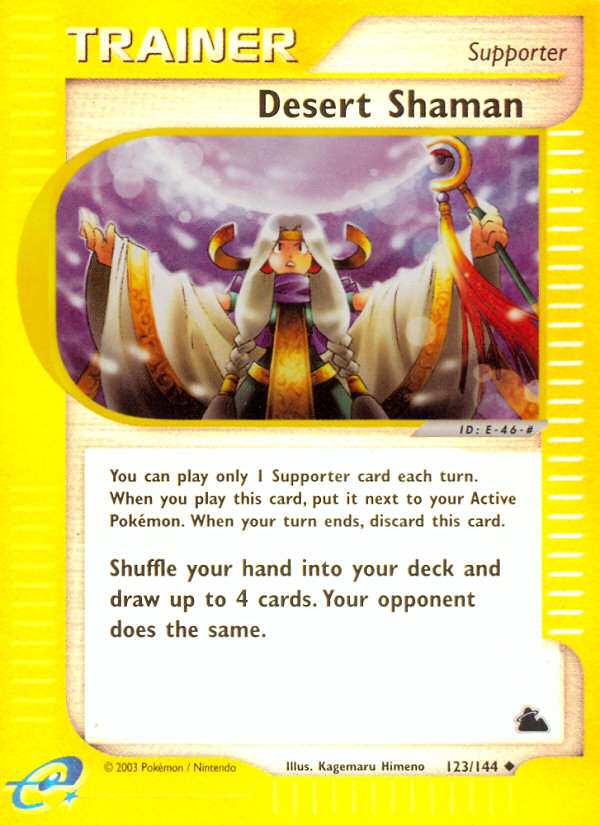 TRAINER
Supporter
Desert Shaman
ID: E-46-#
You can play only 1 Supporter card each turn.
When you play this card, put it next to your Active
Pokémon. When your turn ends, discard this card.
Shuffle your hand into your deck and
draw up to 4 cards. Your opponent
does the same.
© 2003 Pokémon / Nintendo
Illus. Kagemaru Himeno
123/144 ◆
e